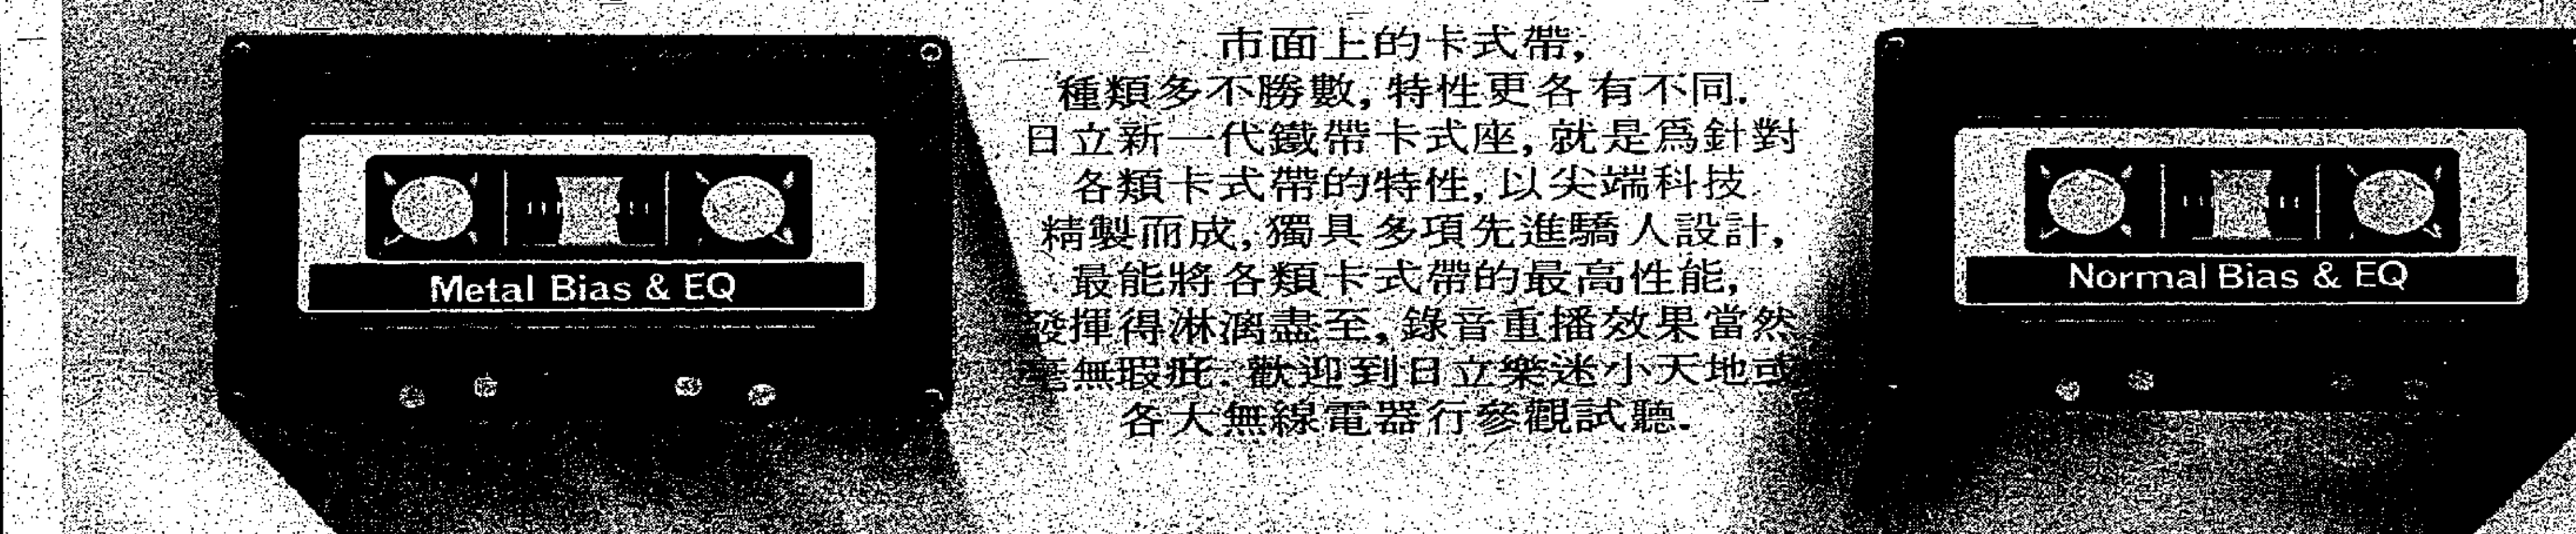 Metal Bias & EQ
市面上的卡式帶,
種類多不勝數,特性更各有不同.
日立新一代鐵帶卡式座,就是爲針對
各類卡式帶的特性,以尖端科技
精製而成,獨具多項先進驕人設計,
最能將各類卡式帶的最高性能,
發揮得淋漓盡至,錄音重播效果當然
毫無瑕疵.歡迎到日立樂迷小天地或
各大無線電器行參觀試聽.
Normal Bias & EQ